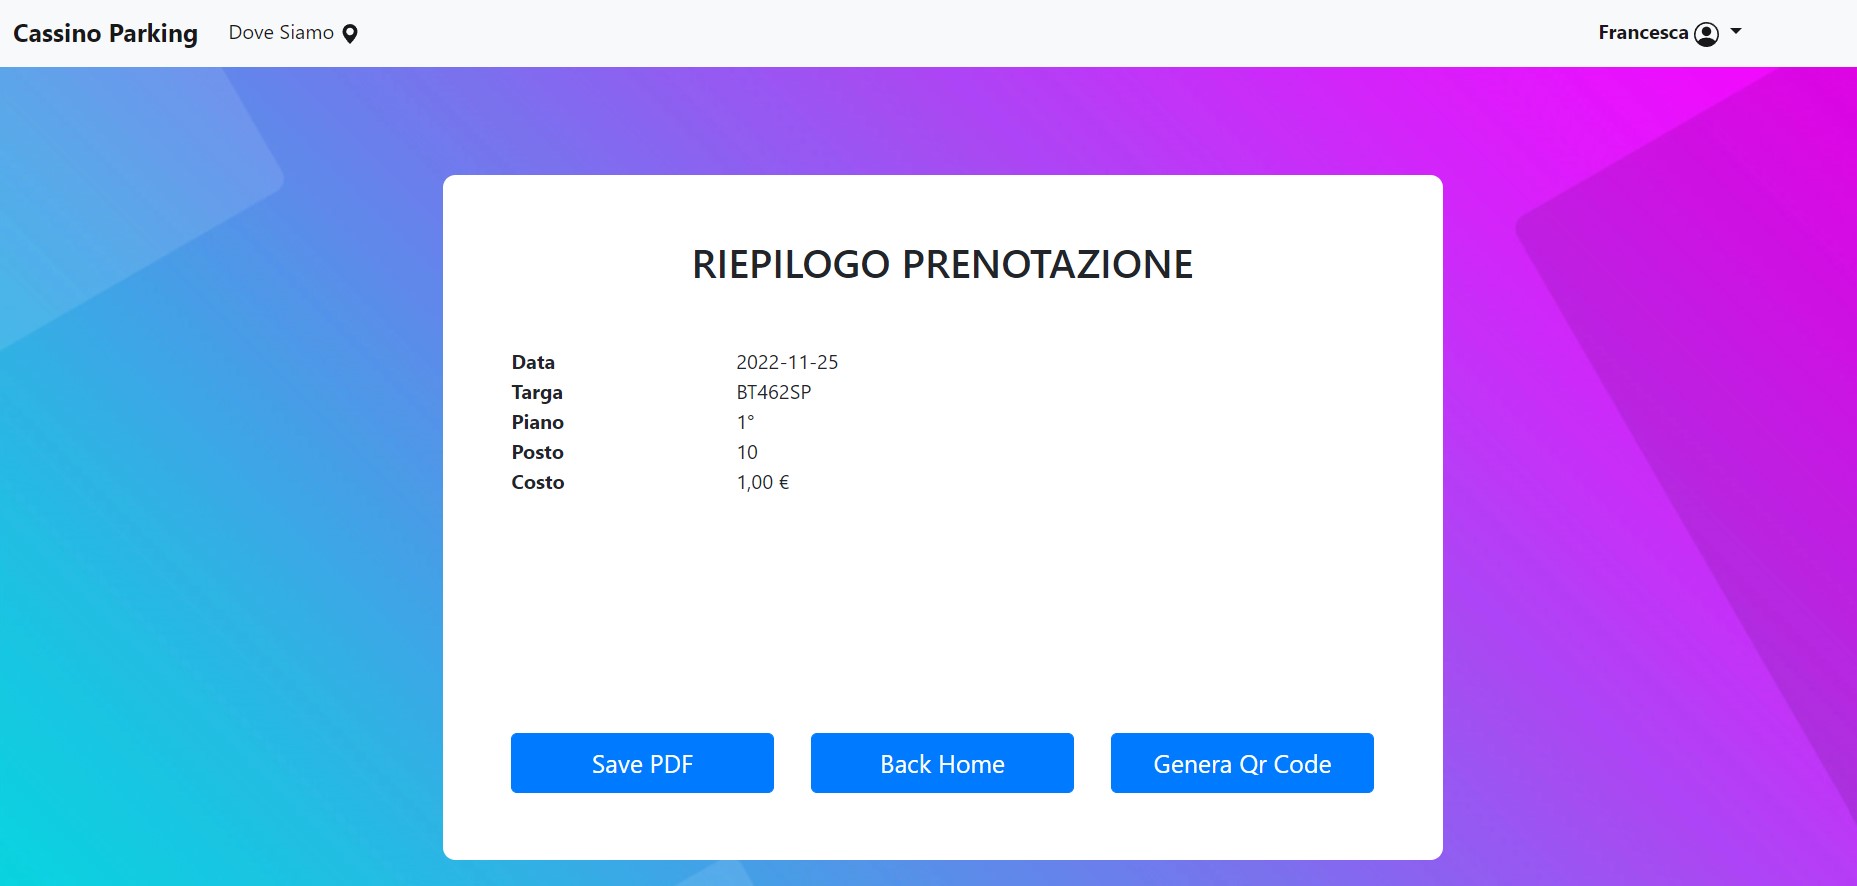 Cassino Parking Dove Siamo Francesca
RIEPILOGO PRENOTAZIONE
Data 2022-11-25
Targa BT462SP
Piano 1°
Posto 10
Costo 1,00 €
Save PDF Back Home Genera Qr Code